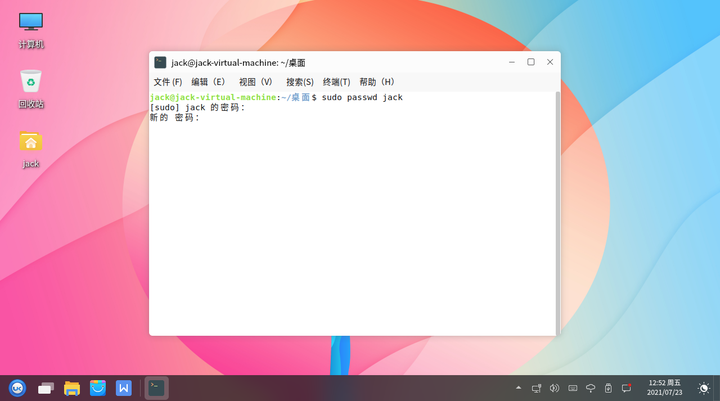 计算机
回收站
jack
jack@jack-virtual-machine: ~/桌面
文件 (F) 编辑（E） 视图（V） 搜索(S) 终端(T) 帮助（H）
jack@jack-virtual-machine:~/桌面$ sudo passwd jack
[sudo] jack 的密码：
新的 密码：
12:52 周五
2021/07/23